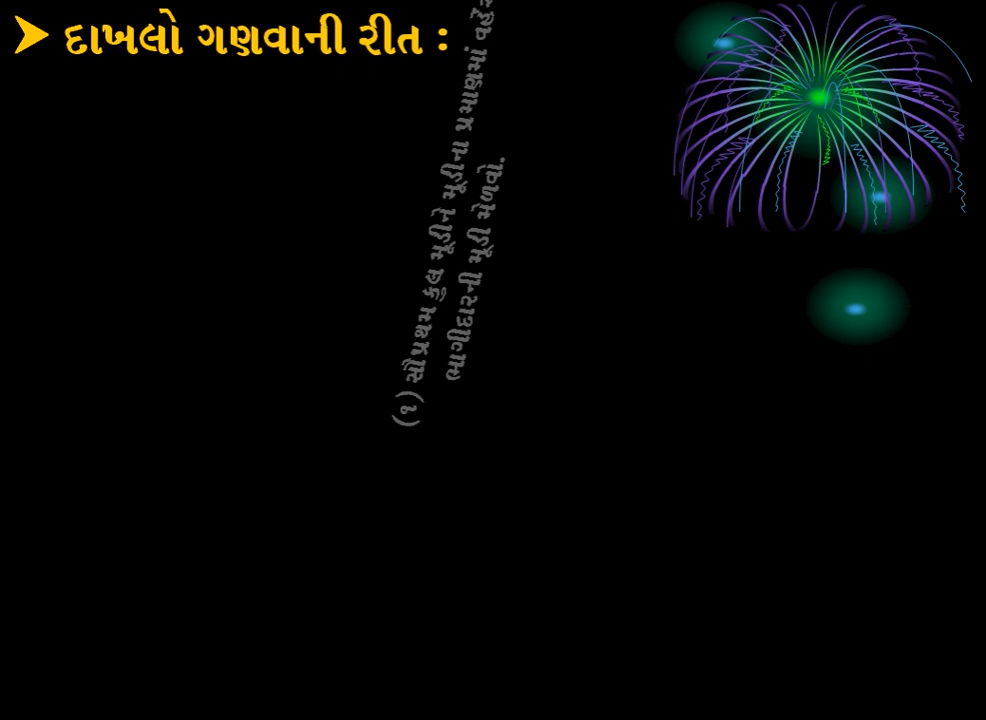 દાખલો ગણવાની રીત :
(૧) સૌપ્રથમ કુલ મૂડીને મૂડીના પ્રમાણમાં
ભાગીદારની મૂડી મેળવો.